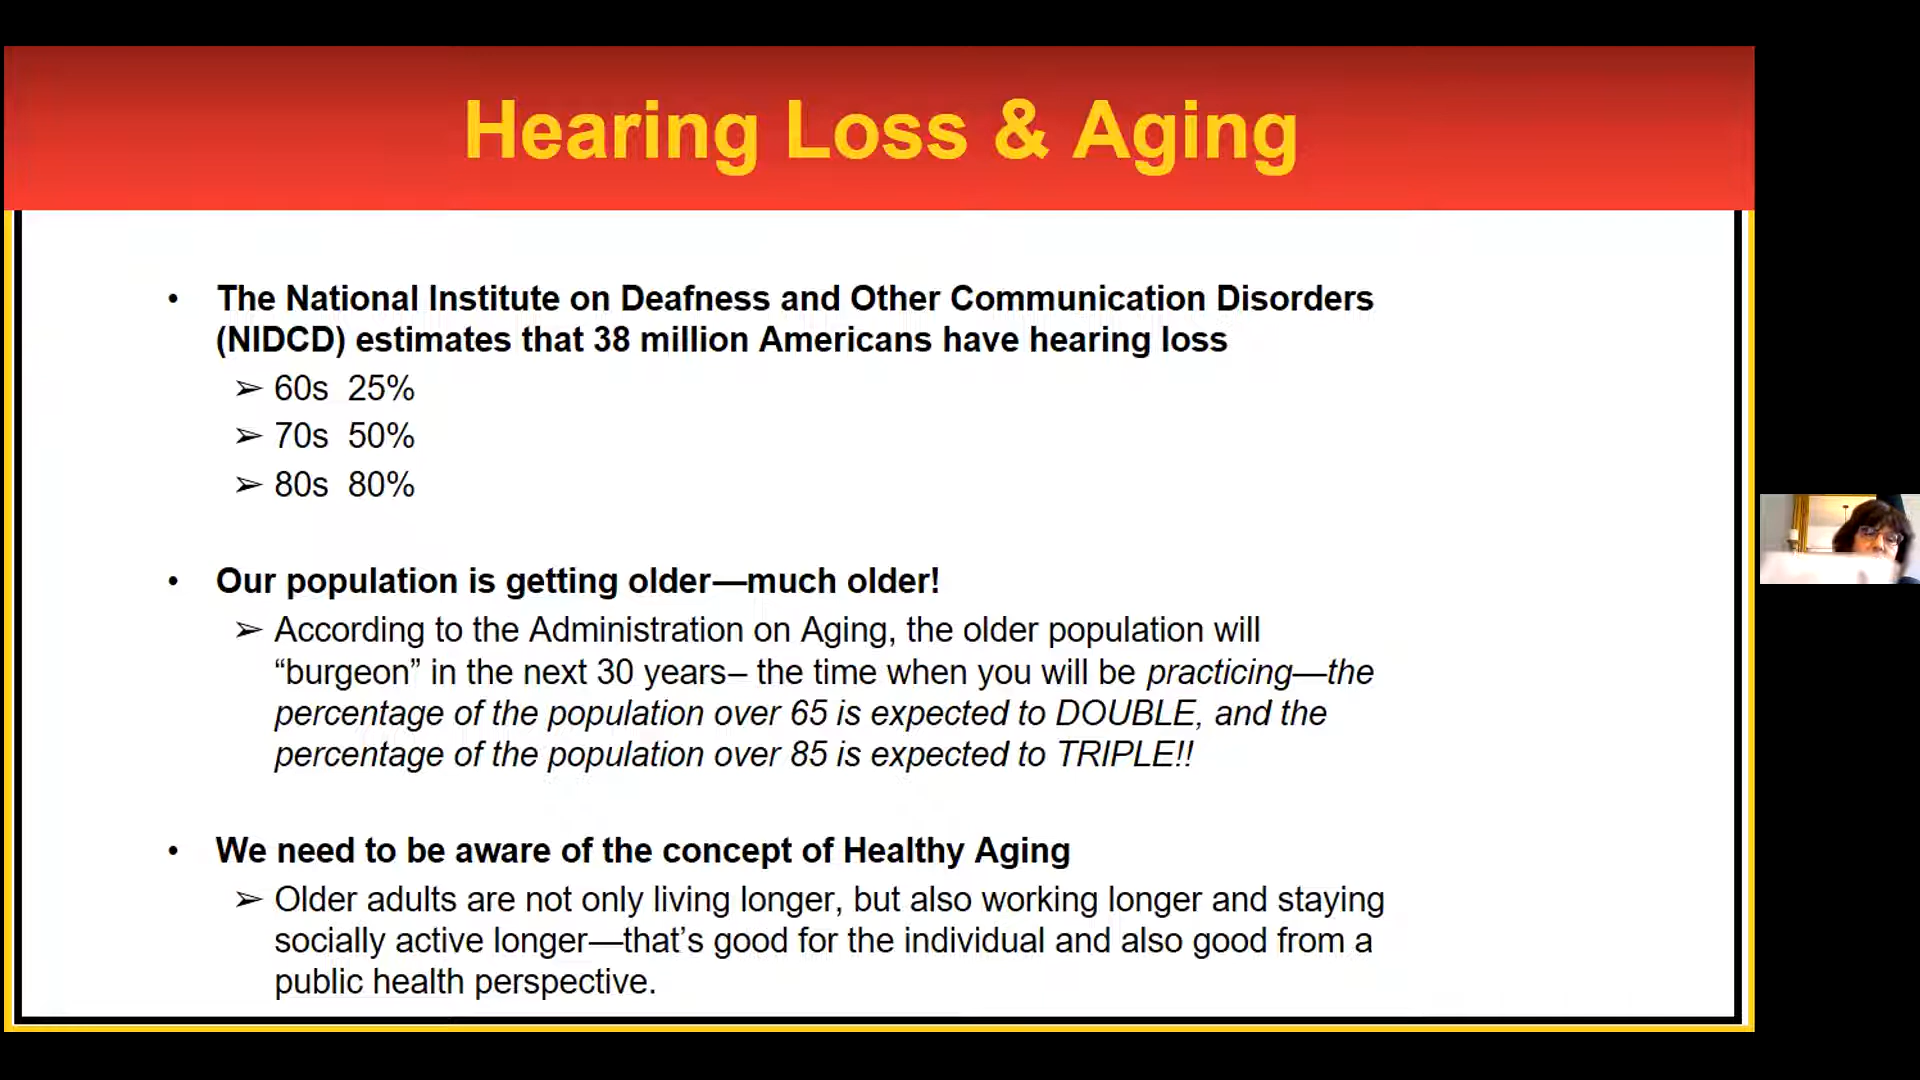 Hearing Loss & Aging
• The National Institute on Deafness and Other Communication Disorders
(NIDCD) estimates that 38 million Americans have hearing loss
➢ 60s 25%
➢ 70s 50%
➢ 80s 80%
• Our population is getting older—much older!
➢ According to the Administration on Aging, the older population will
“burgeon” in the next 30 years– the time when you will be practicing—the
percentage of the population over 65 is expected to DOUBLE, and the
percentage of the population over 85 is expected to TRIPLE!!
• We need to be aware of the concept of Healthy Aging
➢ Older adults are not only living longer, but also working longer and staying
socially active longer—that’s good for the individual and also good from a
public health perspective.